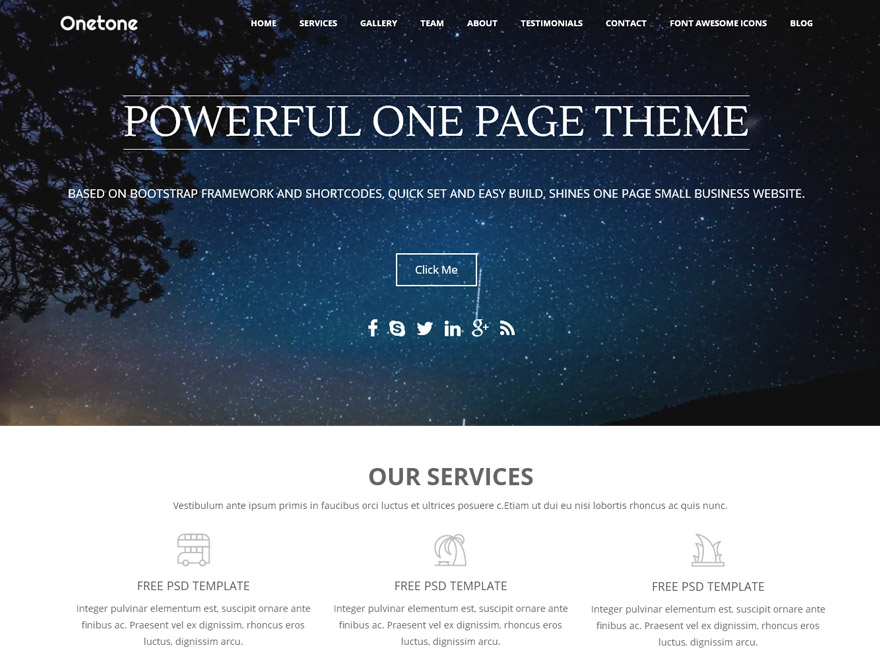 Onetone
HOME SERVICES GALLERY TEAM ABOUT TESTIMONIALS CONTACT FONT AWESOME ICONS BLOG
POWERFUL ONE PAGE THEME
BASED ON BOOTSTRAP FRAMEWORK AND SHORTCODES, QUICK SET AND EASY BUILD, SHINES ONE PAGE SMALL BUSINESS WEBSITE.
Click Me
OUR SERVICES
Vestibulum ante ipsum primis in faucibus orci luctus et ultrices posuere c.Etiam ut dui eu nisi lobortis rhoncus ac quis nunc.
FREE PSD TEMPLATE
Integer pulvinar elementum est, suscipit ornare ante
finibus ac. Praesent vel ex dignissim, rhoncus eros
luctus, dignissim arcu.
FREE PSD TEMPLATE
Integer pulvinar elementum est, suscipit ornare ante
finibus ac. Praesent vel ex dignissim, rhoncus eros
luctus, dignissim arcu.
FREE PSD TEMPLATE
Integer pulvinar elementum est, suscipit ornare ante
finibus ac. Praesent vel ex dignissim, rhoncus eros
luctus, dignissim arcu.